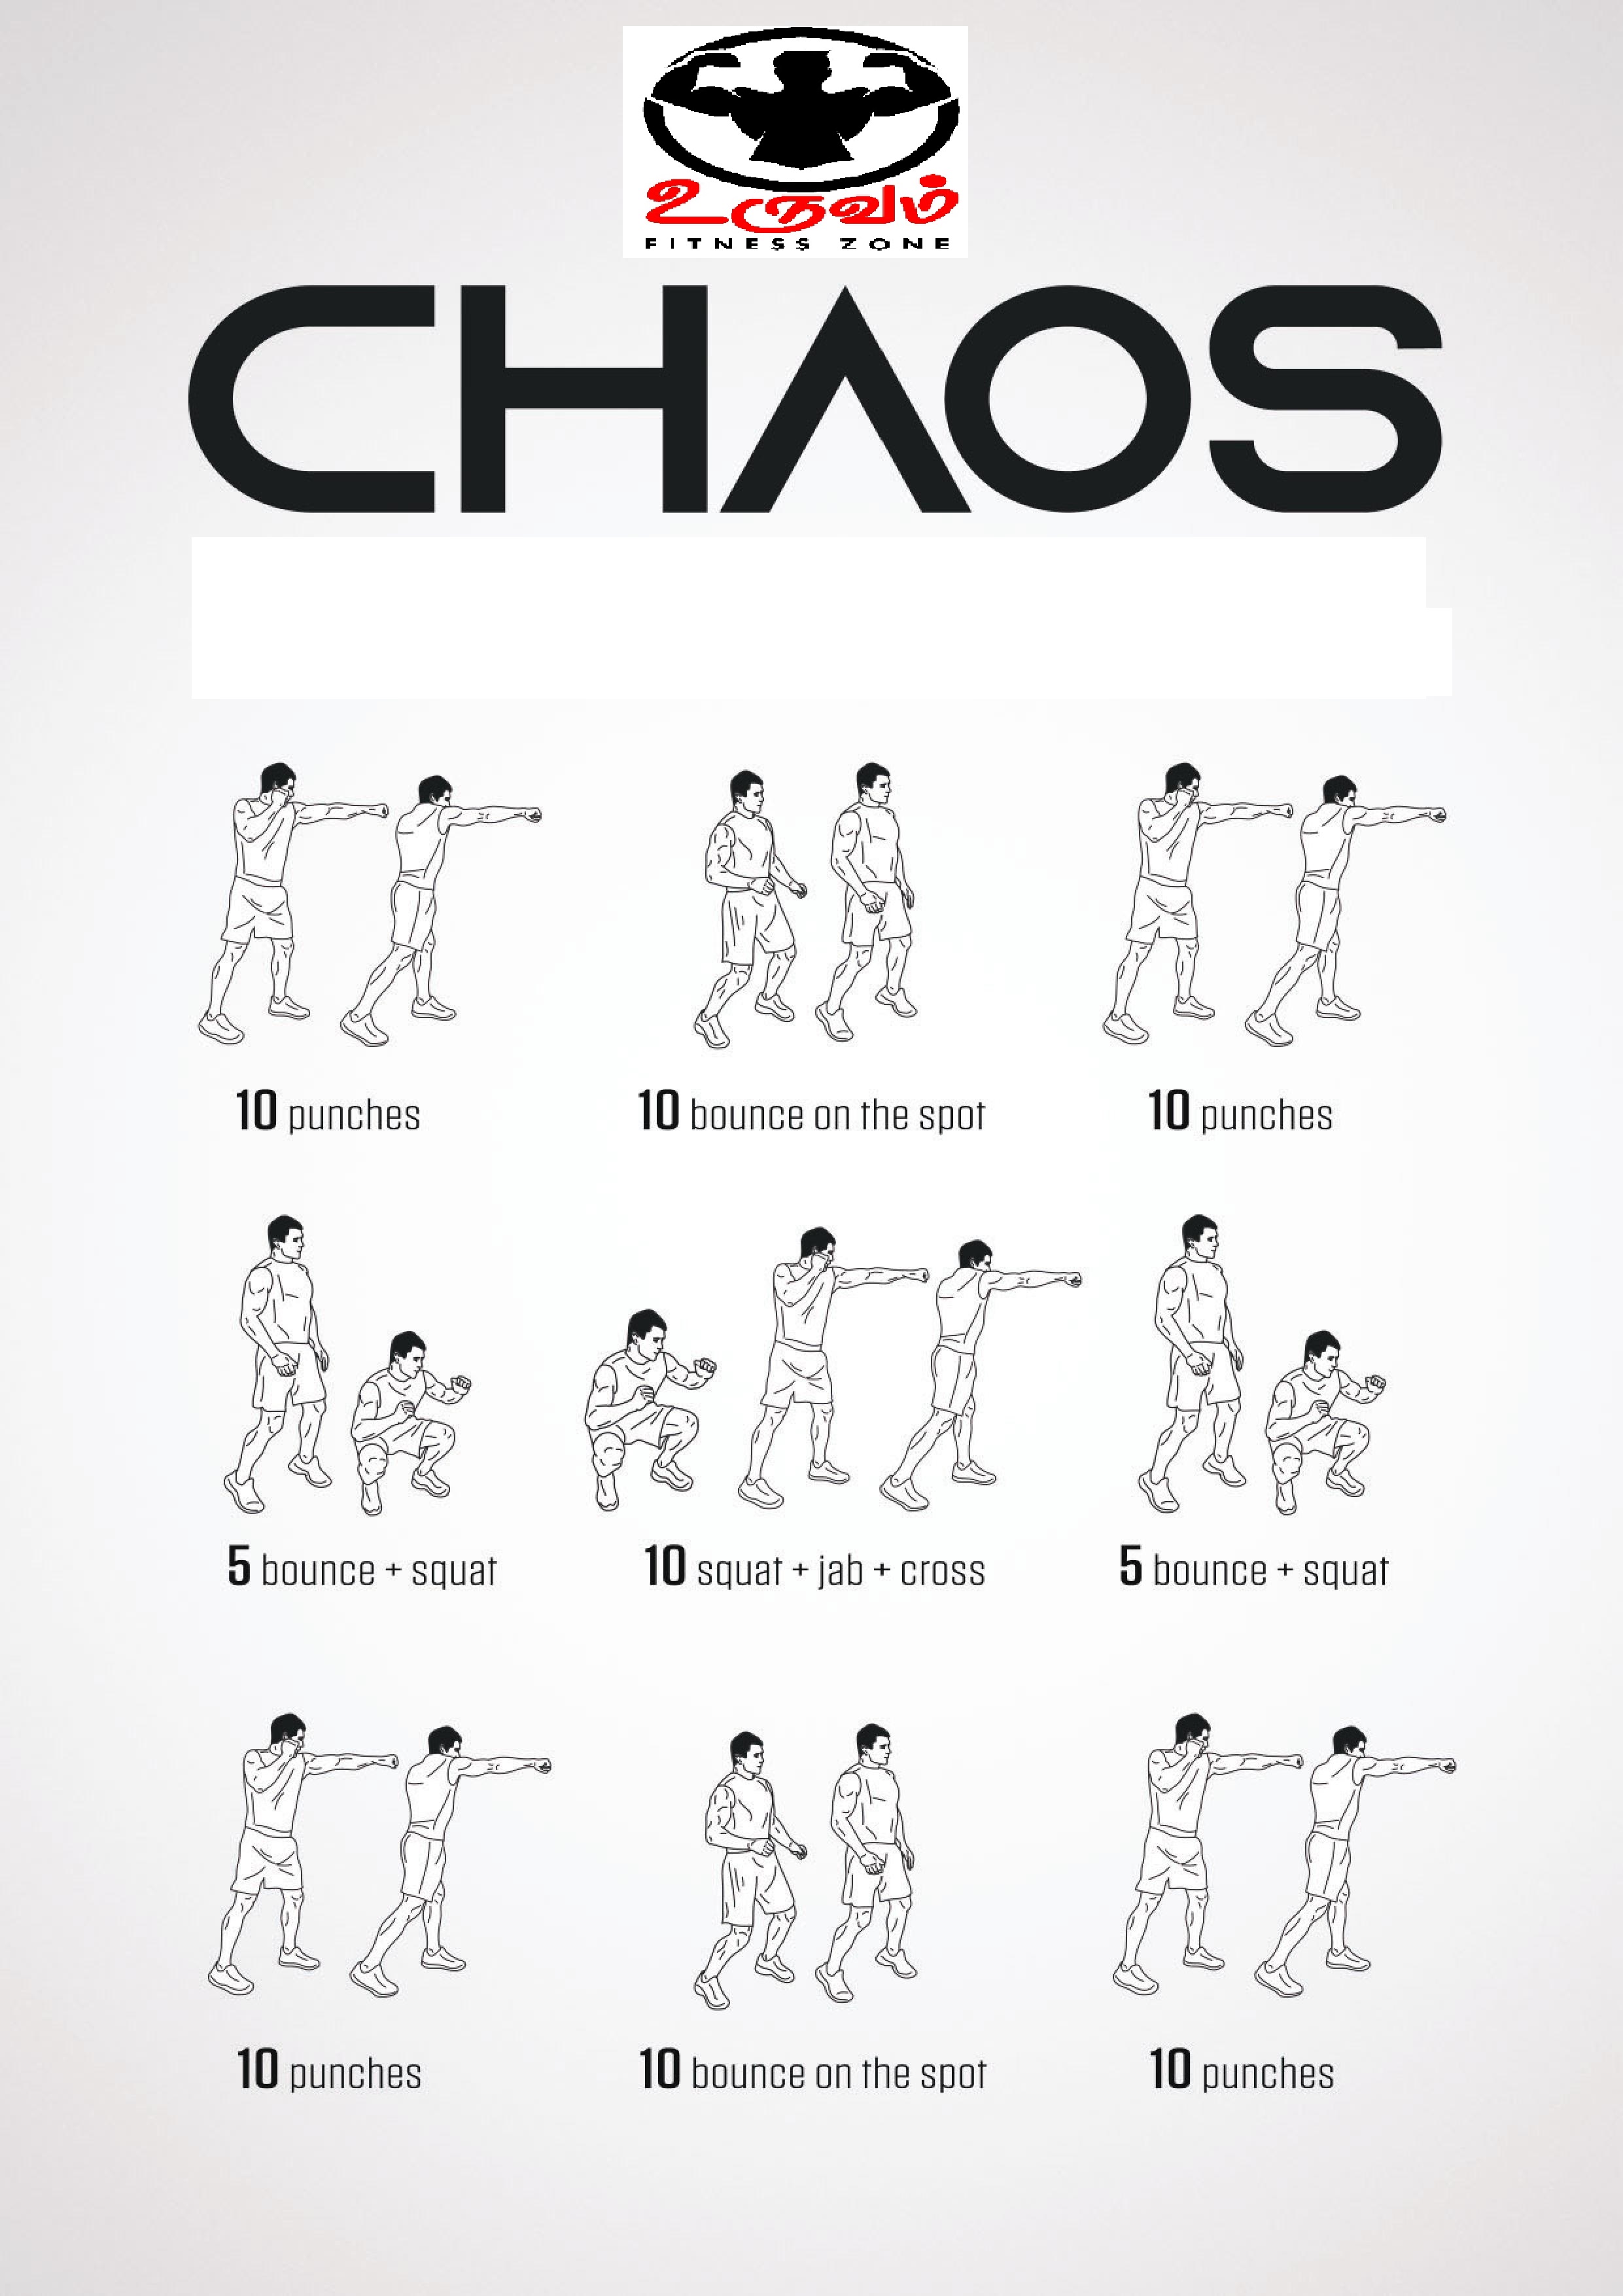 உருவம்
FITNESS ZONE
CHAOS
10 punches
10 bounce on the spot
10 punches
5 bounce + squat
10 squat + jab + cross
5 bounce + squat
10 punches
10 bounce on the spot
10 punches